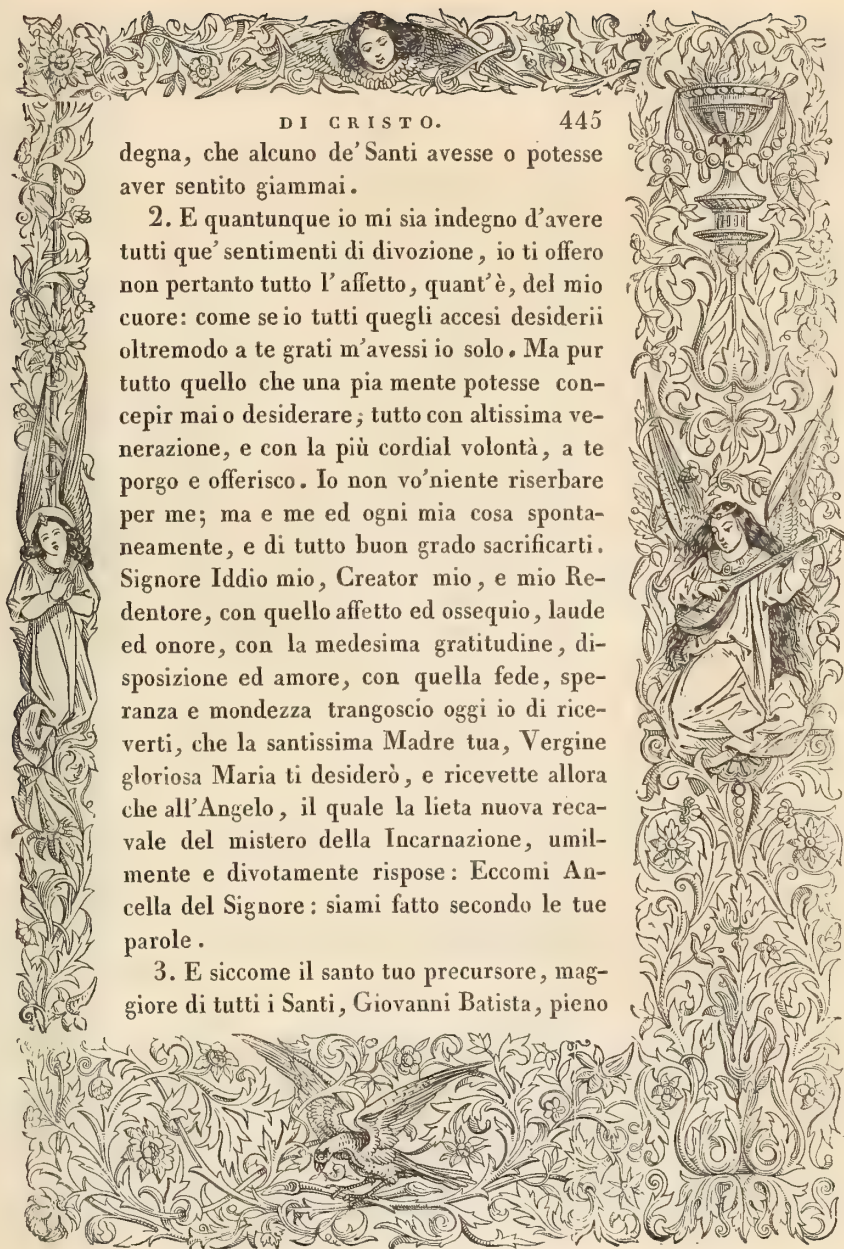 DI CRISTO. 445
degna, che alcuno de' Santi avesse o potesse
aver sentito giammai.
2. E quantunque io mi sia indegno d'avere
tutti que' sentimenti di divozione, io ti offero
non pertanto tutto l'affetto, quant'è, del mio
cuore: come se io tutti quegli accesi desiderii
oltremodo a te grati m'avessi io solo. Ma pur
tutto quello che una pia mente potesse con-
cepir mai o desiderare; tutto con altissima ve-
nerazione, e con la più cordial volontà, a te
porgo e offerisco. Io non vo' niente riserbare
per me; ma e me ed ogni mia cosa sponta-
neamente, e di tutto buon grado sacrificarti.
Signore Iddio mio, Creator mio, e mio Re-
dentore, con quello affetto ed ossequio, laude
ed onore, con la medesima gratitudine, di-
sposizione ed amore, con quella fede, spe-
ranza e mondezza trangoscio oggi io di rice-
verti, che la santissima Madre tua, Vergine
gloriosa Maria ti desiderò, e ricevette allora
che all'Angelo, il quale la lieta nuova reca-
vale del mistero della Incarnazione, umil-
mente e divotamente rispose: Eccomi An-
cella del Signore: siami fatto secondo le tue
parole.
3. E siccome il santo tuo precursore, mag-
giore di tutti i Santi, Giovanni Batista, pieno